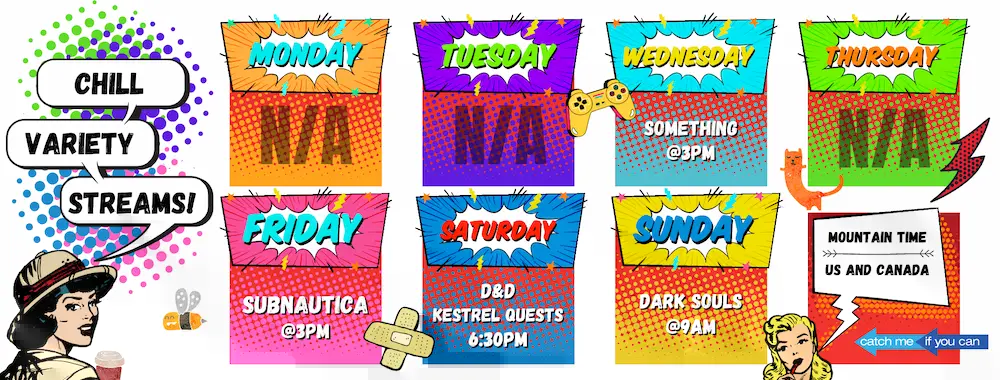 CHILL
VARIETY
STREAMS!
MONDAY
N/A
TUESDAY
N/A
WEDNESDAY
SOMETHING
@3PM
THURSDAY
N/A
FRIDAY
SUBNAUTICA
@3PM
SATURDAY
D&D
KESTREL QUESTS
6:30PM
SUNDAY
DARK SOULS
@9AM
MOUNTAIN TIME
US AND CANADA
catch me if you can